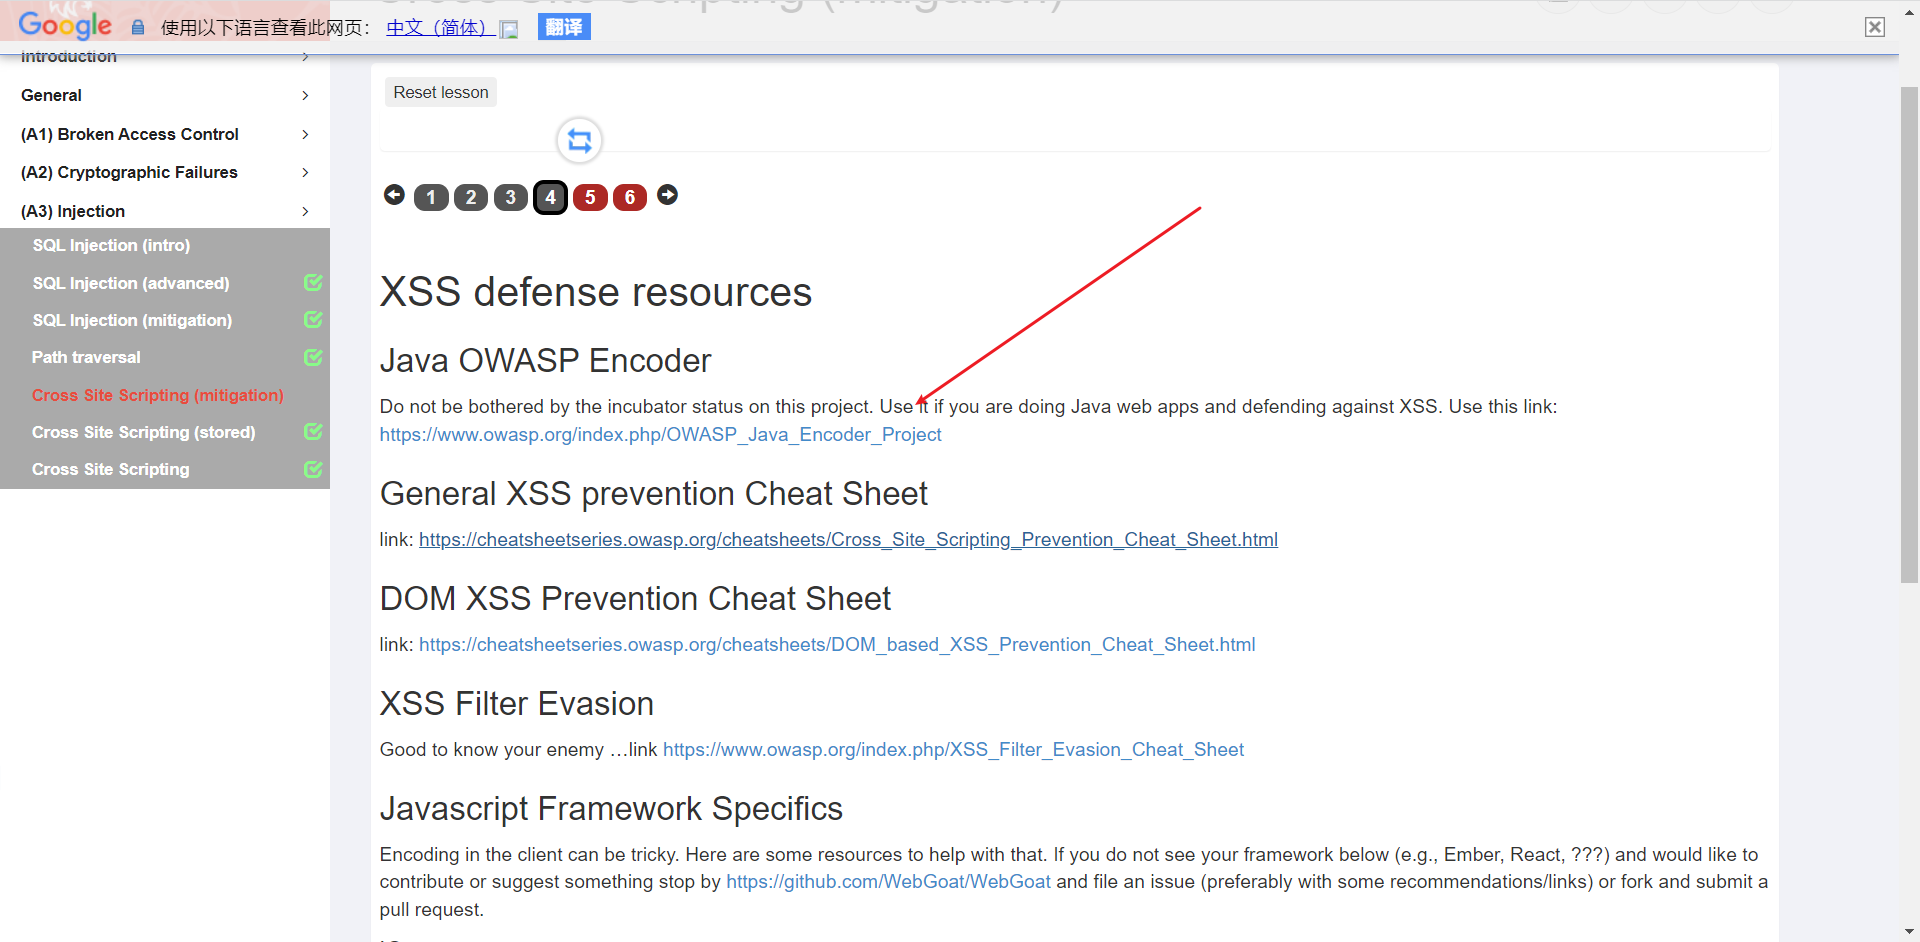 Cross Site Scripting (mitigation)
Google 使用以下语言查看此网页： 中文（简体） 翻译
Introduction
Reset lesson
General
(A1) Broken Access Control
(A2) Cryptographic Failures
1 2 3 4 5 6
(A3) Injection
SQL Injection (intro)
SQL Injection (advanced)
SQL Injection (mitigation)
Path traversal
Cross Site Scripting (mitigation)
Cross Site Scripting (stored)
Cross Site Scripting
XSS defense resources
Java OWASP Encoder
Do not be bothered by the incubator status on this project. Use it if you are doing Java web apps and defending against XSS. Use this link:
https://www.owasp.org/index.php/OWASP_Java_Encoder_Project
General XSS prevention Cheat Sheet
link: https://cheatsheetseries.owasp.org/cheatsheets/Cross_Site_Scripting_Prevention_Cheat_Sheet.html
DOM XSS Prevention Cheat Sheet
link: https://cheatsheetseries.owasp.org/cheatsheets/DOM_based_XSS_Prevention_Cheat_Sheet.html
XSS Filter Evasion
Good to know your enemy …link https://www.owasp.org/index.php/XSS_Filter_Evasion_Cheat_Sheet
Javascript Framework Specifics
Encoding in the client can be tricky. Here are some resources to help with that. If you do not see your framework below (e.g., Ember, React, ???) and would like to
contribute or suggest something stop by https://github.com/WebGoat/WebGoat and file an issue (preferably with some recommendations/links) or fork and submit a
pull request.